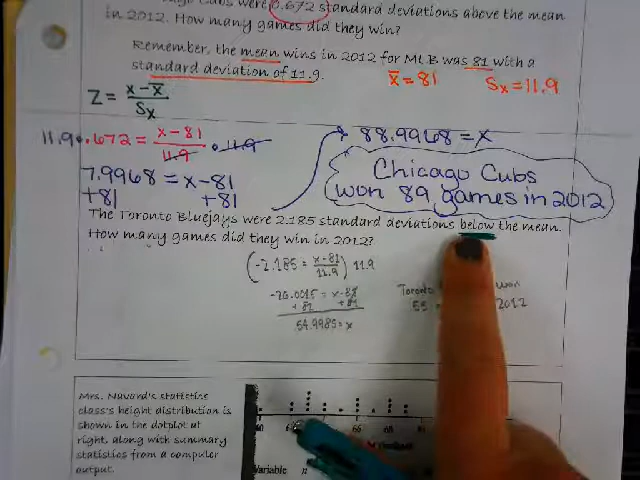 Cubs were 0.672 standard deviations above the mean
in 2012. How many games did they win?
Remember, the mean wins in 2012 for MLB was 81 with a
standard deviation of 11.9.
x̄ = 81 Sx = 11.9
Z = x - x̄ / Sx
11.9 • .672 = x - 81 / 11.9 • 11.9
7.9968 = x - 81
+81 +81
88.9968 = x
Chicago Cubs
won 89 games in 2012
The Toronto Bluejays were 2.185 standard deviations below the mean.
How many games did they win in 2012?
(-2.185 = x-81 / 11.9) 11.9
-26.0015 = x-81
+81 +81
54.9985 = x
won
55 2012
Mrs. Navard's statistics
class's height distribution is
shown in the dotplot at
right, along with summary
statistics from a computer
output.
Variable